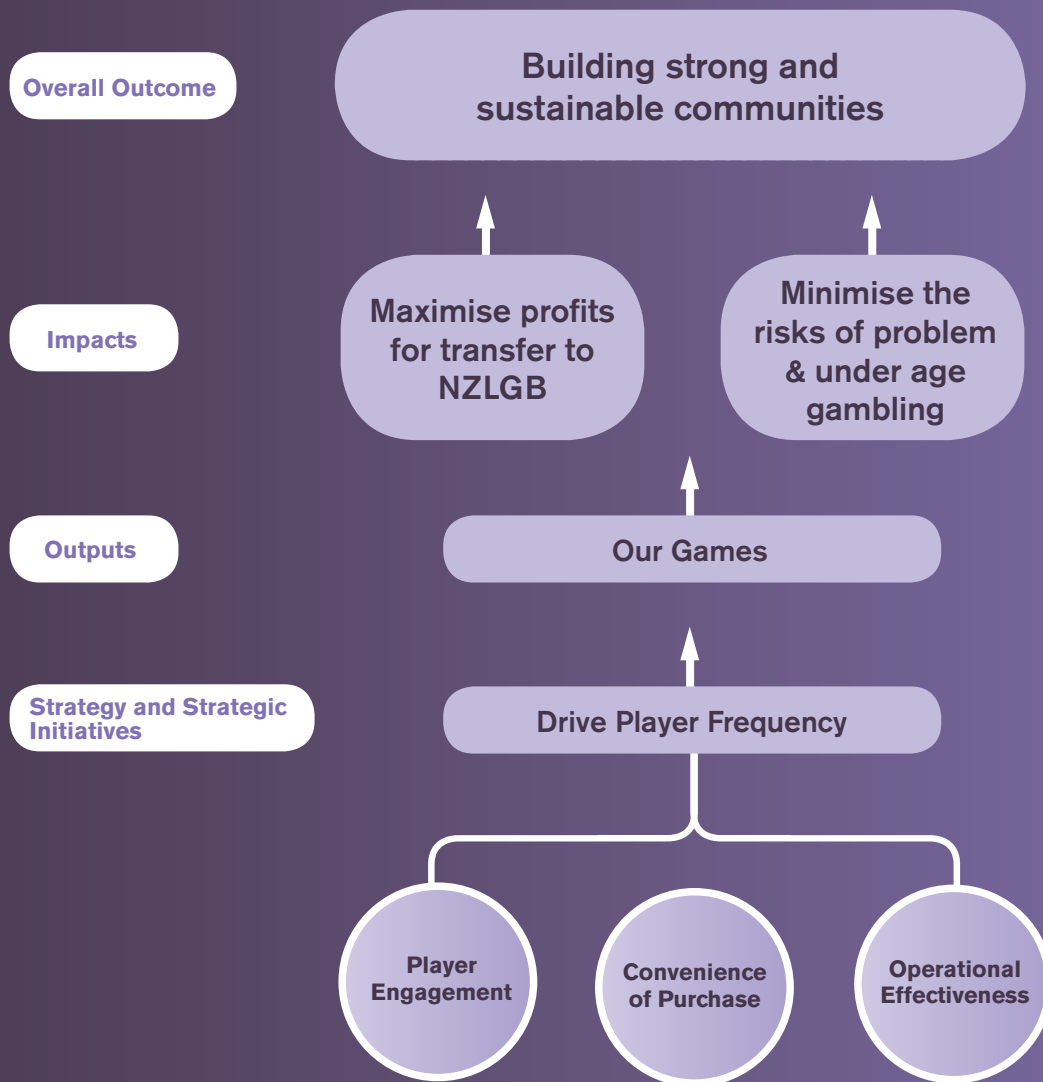 Overall Outcome
Building strong and
sustainable communities
Impacts
Maximise profits
for transfer to
NZLGB
Minimise the
risks of problem
& under age
gambling
Outputs
Our Games
Strategy and Strategic
Initiatives
Drive Player Frequency
Player
Engagement
Convenience
of Purchase
Operational
Effectiveness